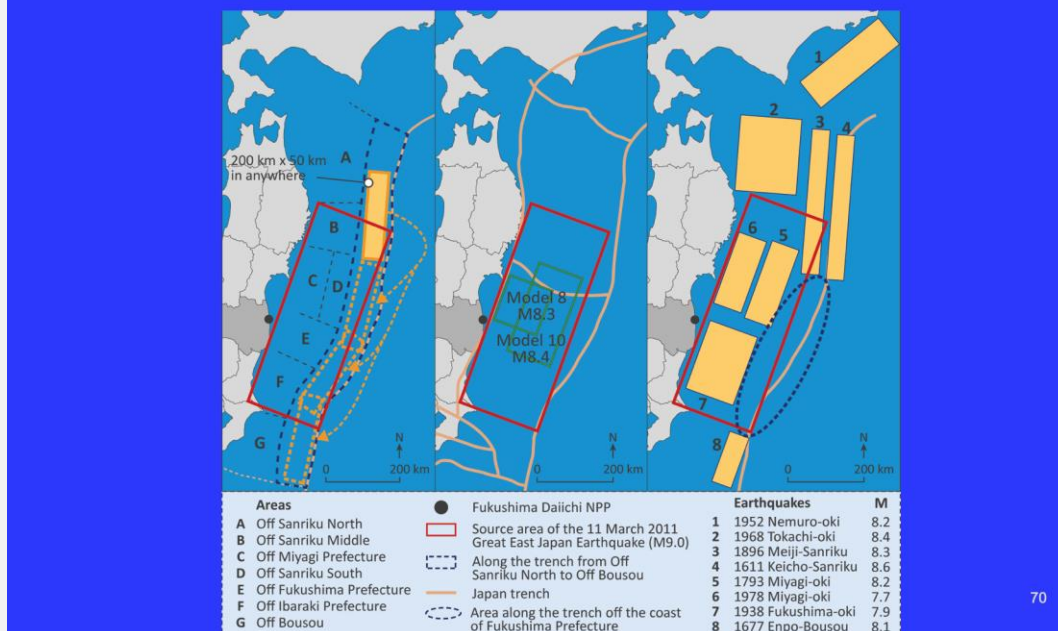 A
200 km x 50 km
in anywhere
B
C
D
E
F
G
N
0 200 km
Model 8
M8.3
Model 10
M8.4
N
0 200 km
1
2
3
4
6
5
7
8
N
0 200 km
Areas
A Off Sanriku North
B Off Sanriku Middle
C Off Miyagi Prefecture
D Off Sanriku South
E Off Fukushima Prefecture
F Off Ibaraki Prefecture
G Off Bousou
Fukushima Daiichi NPP
Source area of the 11 March 2011
Great East Japan Earthquake (M9.0)
Along the trench from Off
Sanriku North to Off Bousou
Japan trench
Area along the trench off the coast
of Fukushima Prefecture
Earthquakes M
1 1952 Nemuro-oki 8.2
2 1968 Tokachi-oki 8.4
3 1896 Meiji-Sanriku 8.3
4 1611 Keicho-Sanriku 8.6
5 1793 Miyagi-oki 8.2
6 1978 Miyagi-oki 7.7
7 1938 Fukushima-oki 7.9
8 1677 Enpo-Bousou 8.1
70